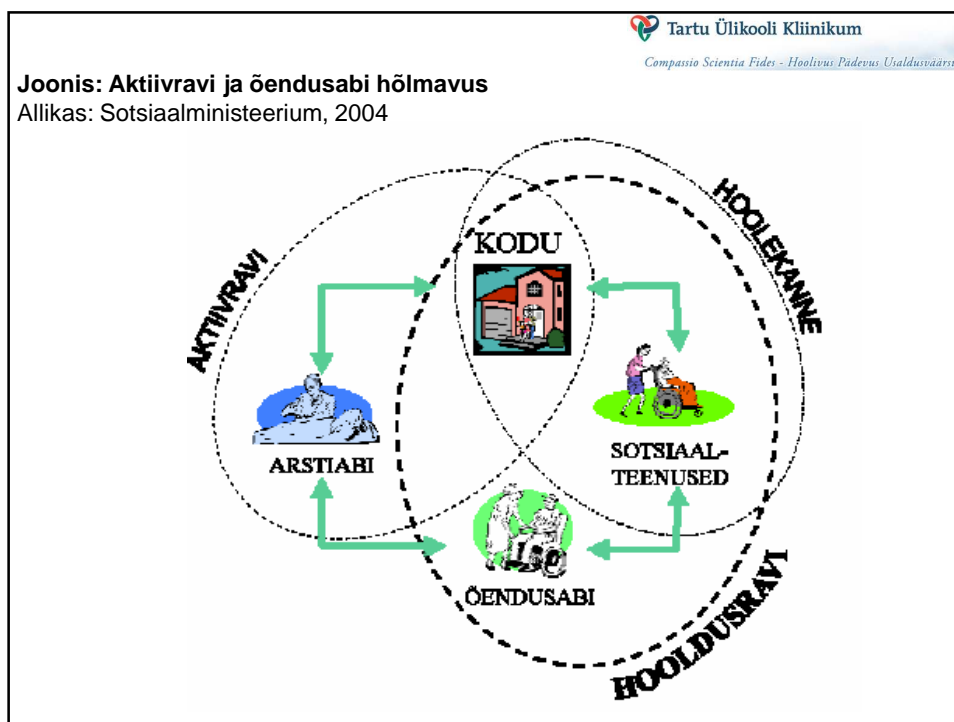 Tartu Ülikooli Kliinikum
Compassio Scientia Fides - Hoolivus Pädevus Usaldusväärsu
Joonis: Aktiivravi ja õendusabi hõlmavus
Allikas: Sotsiaalministeerium, 2004
AKTIIVRAVI
KODU
HOOLEKANNE
ARSTIABI
SOTSIAAL-
TEENUSED
ÕENDUSABI
HOOLDUSRAVI